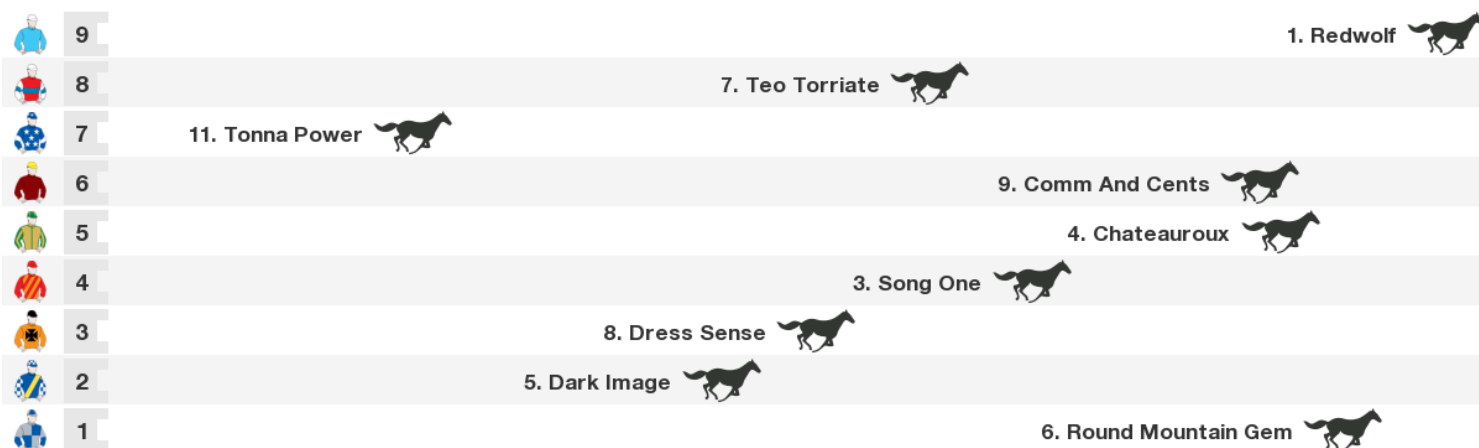 9 1. Redwolf
8 7. Teo Torriate
7 11. Tonna Power
6 9. Comm And Cents
5 4. Chateauroux
4 3. Song One
3 8. Dress Sense
2 5. Dark Image
1 6. Round Mountain Gem